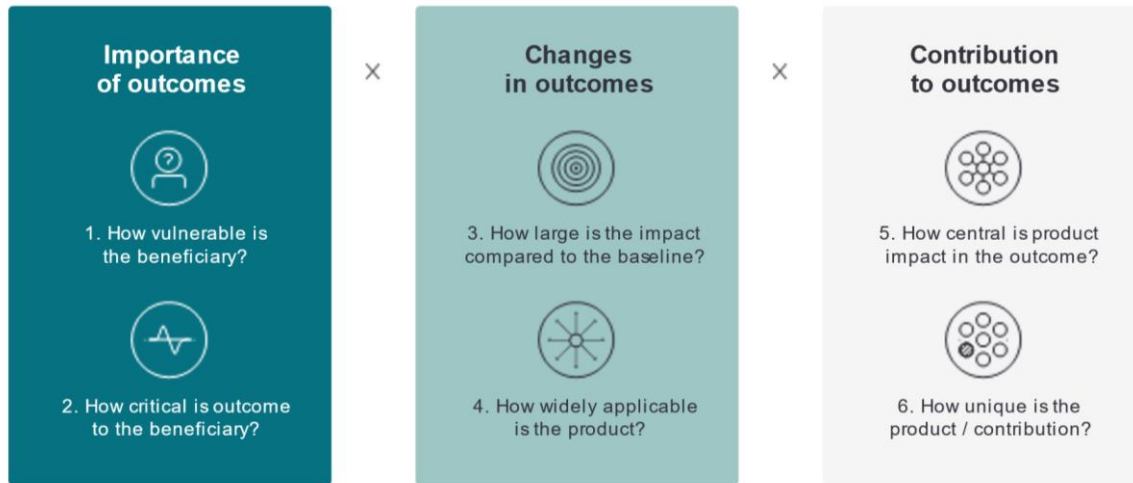 Importance
of outcomes
1. How vulnerable is
the beneficiary?
2. How critical is outcome
to the beneficiary?
×
Changes
in outcomes
3. How large is the impact
compared to the baseline?
4. How widely applicable
is the product?
×
Contribution
to outcomes
5. How central is product
impact in the outcome?
6. How unique is the
product / contribution?